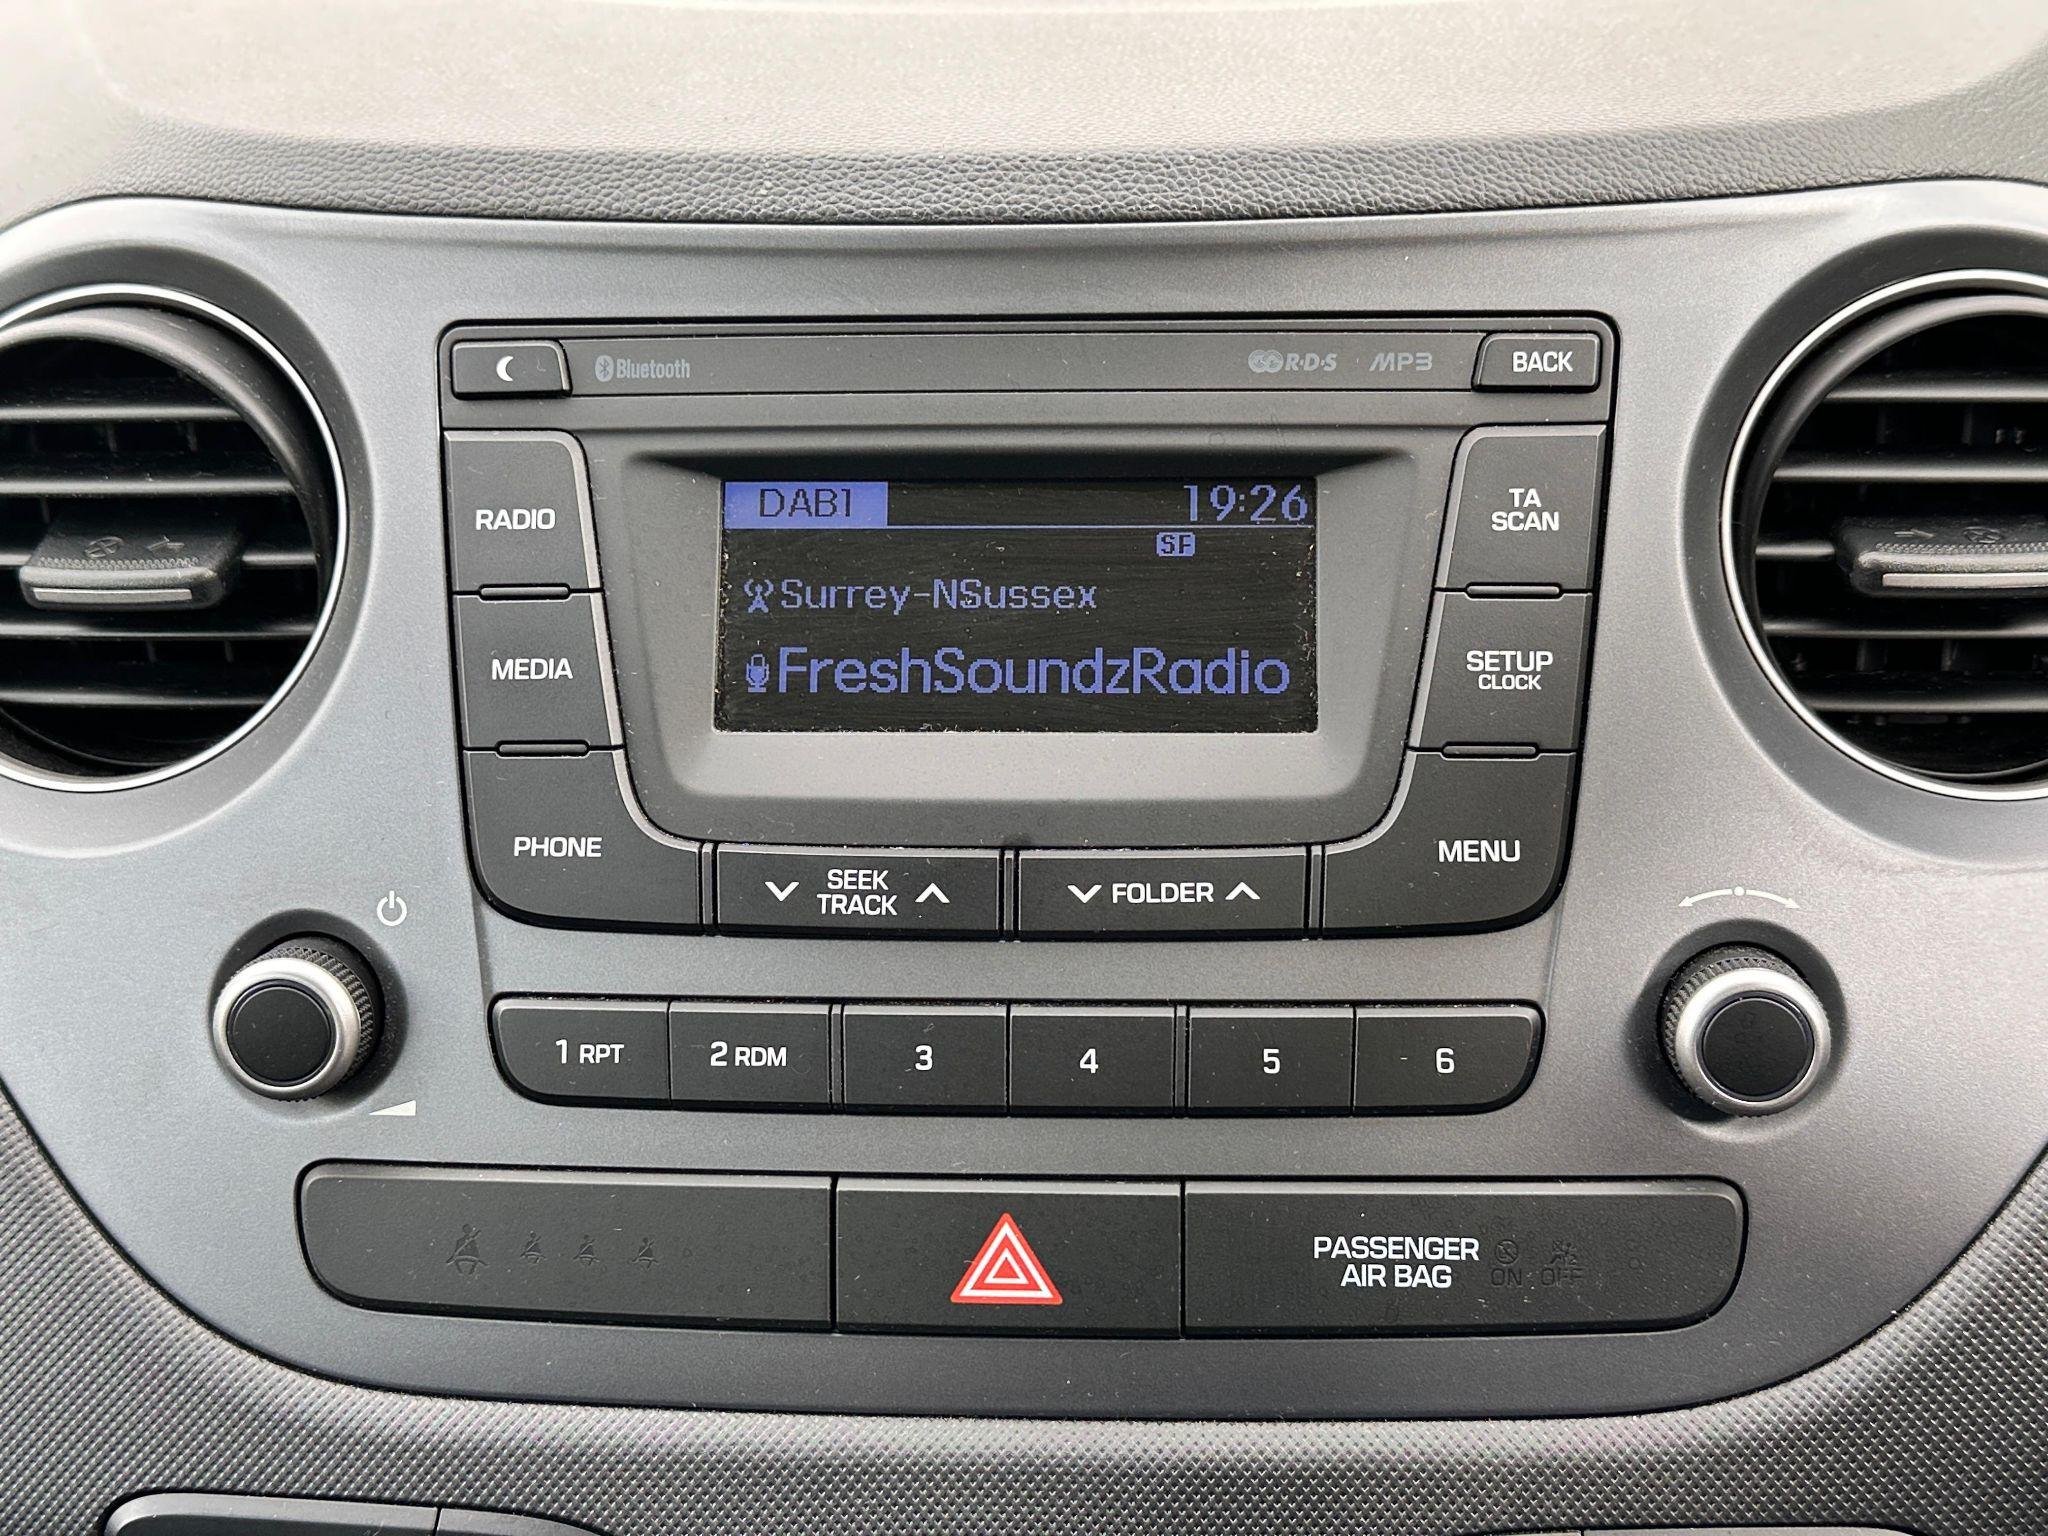 Bluetooth
R·D·S MP3
BACK
DAB1 19:26
SF
RADIO
TA
SCAN
Surrey-NSussex
MEDIA
FreshSoundzRadio
SETUP
CLOCK
PHONE
MENU
SEEK
TRACK
FOLDER
1 RPT
2 RDM
3
4
5
6
PASSENGER
AIR BAG
ON OFF